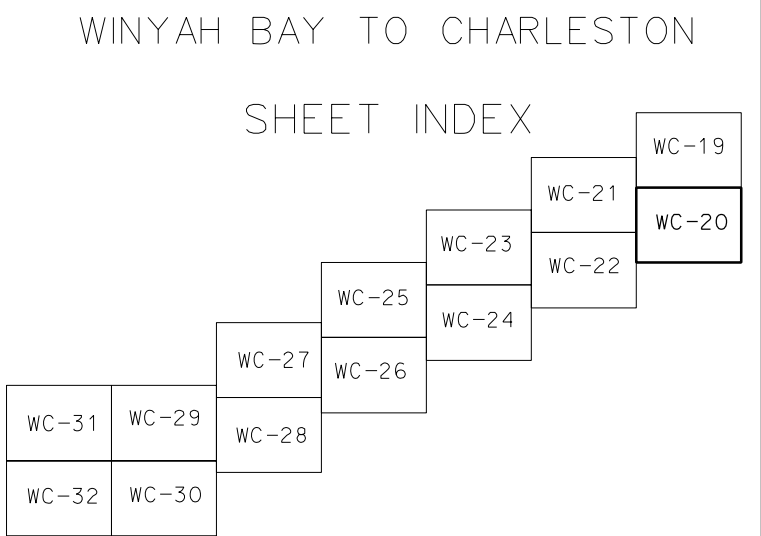 WINYAH BAY TO CHARLESTON
SHEET INDEX
WC-19
WC-21
WC-20
WC-23
WC-22
WC-25
WC-24
WC-27
WC-26
WC-31
WC-29
WC-28
WC-32
WC-30